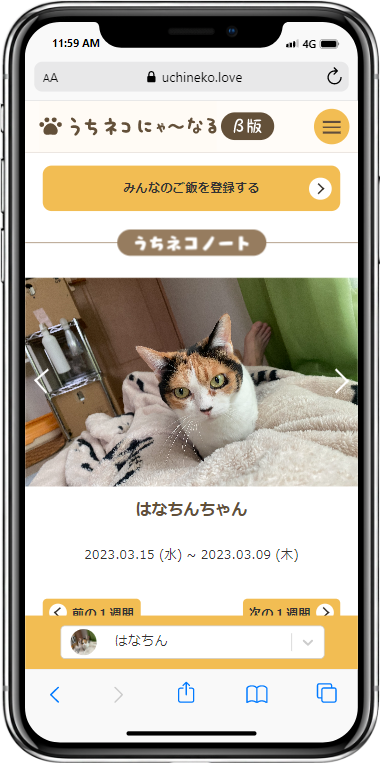 11:59 AM 4G
AA uchineko.love
うちネコにゃ～なる β版
みんなのご飯を登録する
うちネコノート
はなちんちゃん
2023.03.15 (水) ~ 2023.03.09 (木)
前の１週間 次の１週間
はなちん